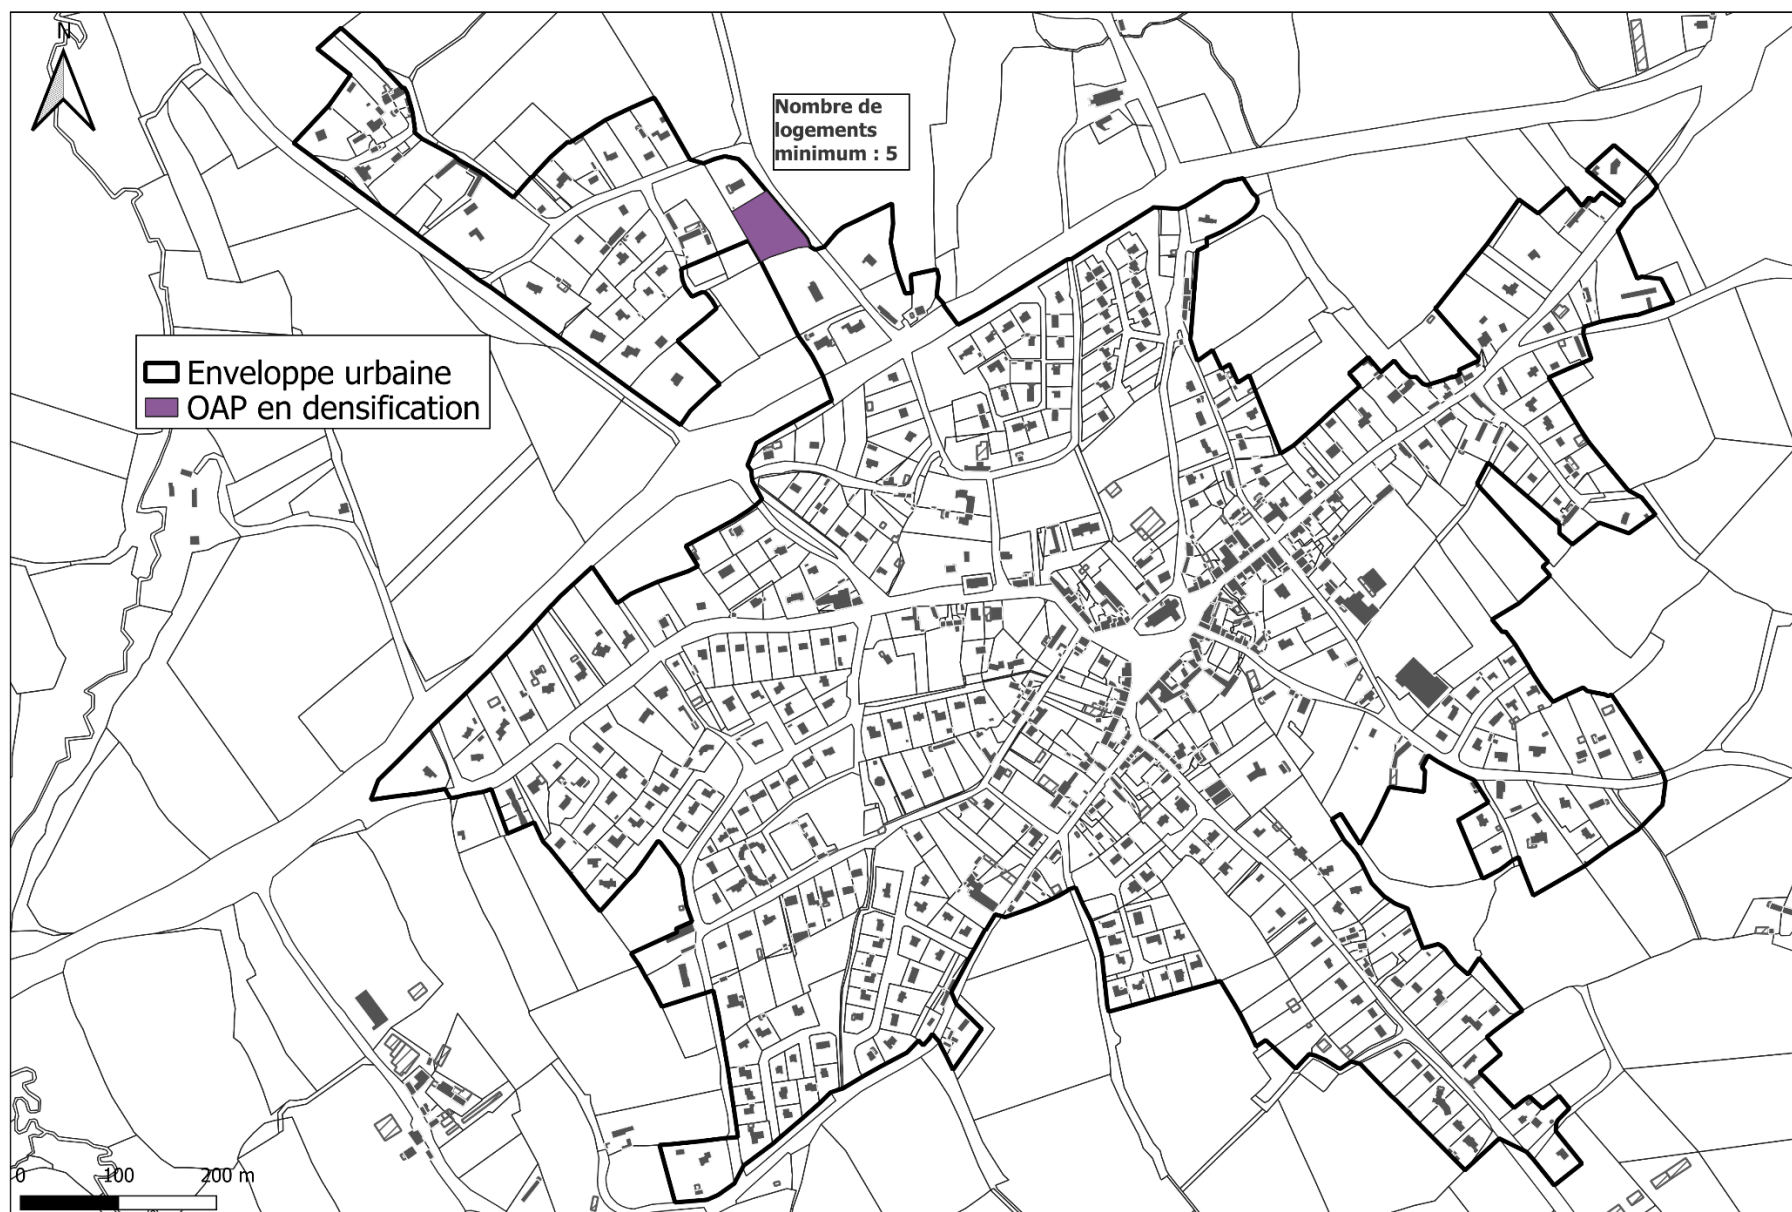 N
Nombre de
logements
minimum : 5
Enveloppe urbaine
OAP en densification
0 100 200 m